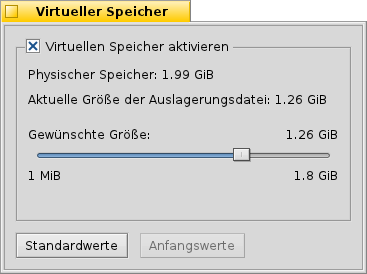 Virtueller Speicher
Virtuellen Speicher aktivieren
Physischer Speicher: 1.99 GiB
Aktuelle Größe der Auslagerungsdatei: 1.26 GiB
Gewünschte Größe: 1.26 GiB
1 MiB 1.8 GiB
Standardwerte Anfangswerte